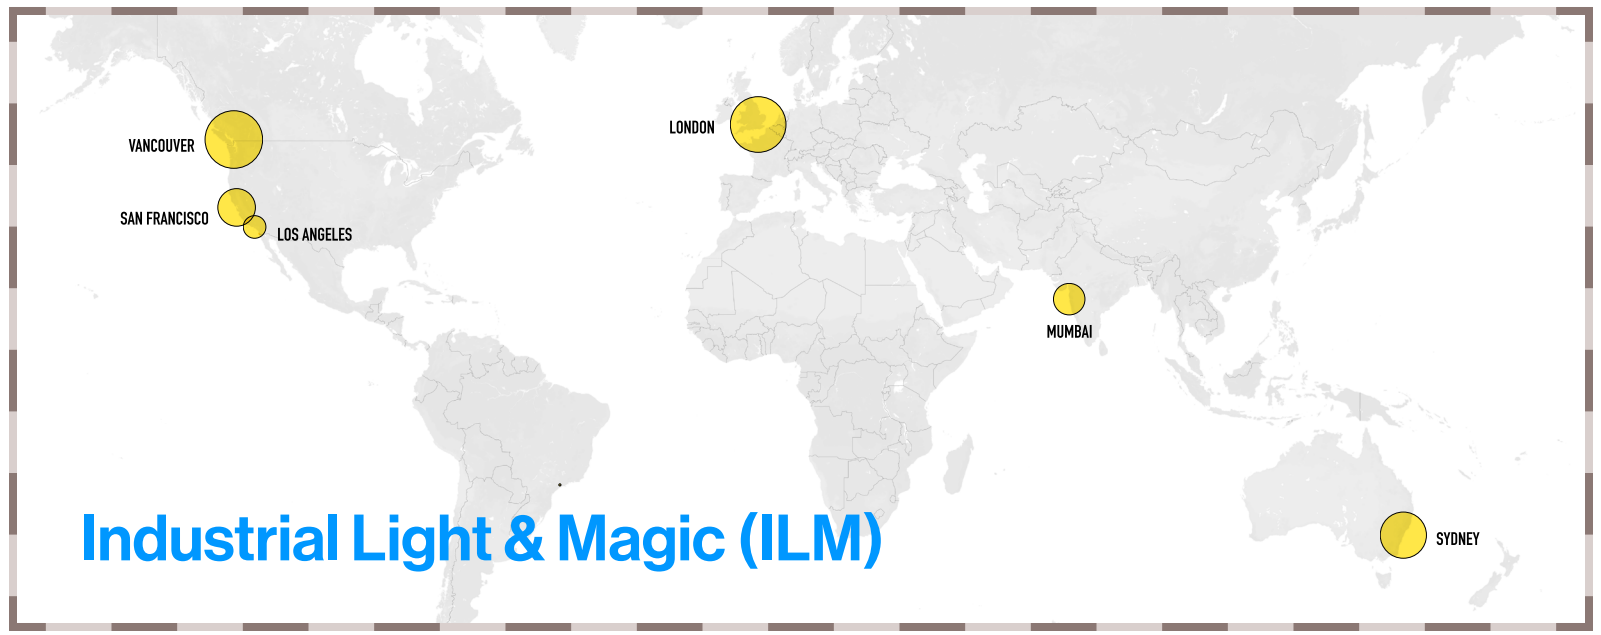 LONDON
VANCOUVER
SAN FRANCISCO
LOS ANGELES
MUMBAI
Industrial Light & Magic (ILM)
SYDNEY